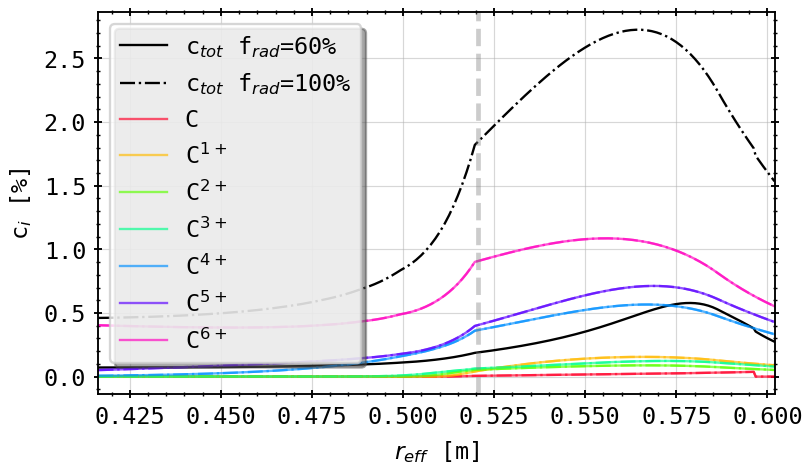 c_tot f_rad=60%
c_tot f_rad=100%
C
C^1+
C^2+
C^3+
C^4+
C^5+
C^6+
c_i [%]
2.5
2.0
1.5
1.0
0.5
0.0
0.425 0.450 0.475 0.500 0.525 0.550 0.575 0.600
r_eff [m]